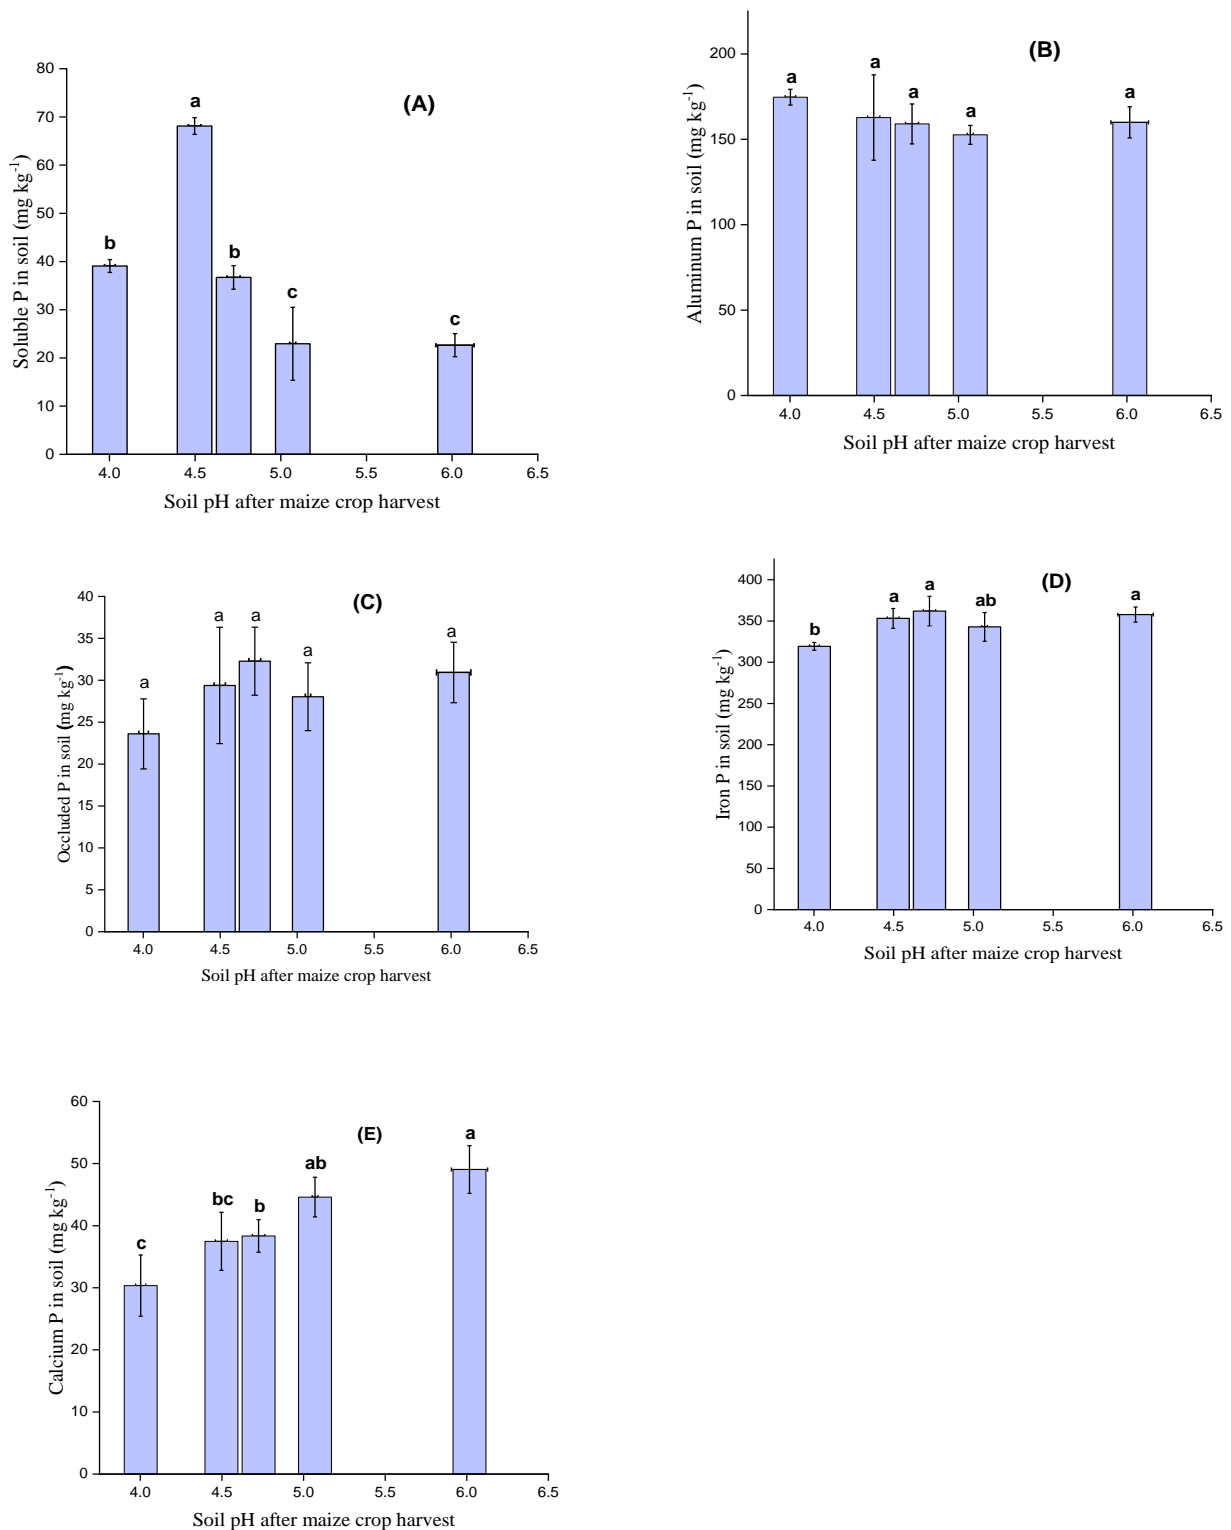 (A)
80
70
60
50
40
30
20
10
0
Soluble P in soil (mg kg-1)
b
a
b
c
c
4.0 4.5 5.0 5.5 6.0 6.5
Soil pH after maize crop harvest
(B)
200
150
100
50
0
Aluminum P in soil (mg kg-1)
a
a
a
a
a
4.0 4.5 5.0 5.5 6.0 6.5
Soil pH after maize crop harvest
(C)
40
35
30
25
20
15
10
5
0
Occluded P in soil (mg kg-1)
a
a
a
a
a
4.0 4.5 5.0 5.5 6.0 6.5
Soil pH after maize crop harvest
(D)
400
350
300
250
200
150
100
50
0
Iron P in soil (mg kg-1)
b
a
a
ab
a
4.0 4.5 5.0 5.5 6.0 6.5
Soil pH after maize crop harvest
(E)
60
50
40
30
20
10
0
Calcium P in soil (mg kg-1)
c
bc
b
ab
a
4.0 4.5 5.0 5.5 6.0 6.5
Soil pH after maize crop harvest